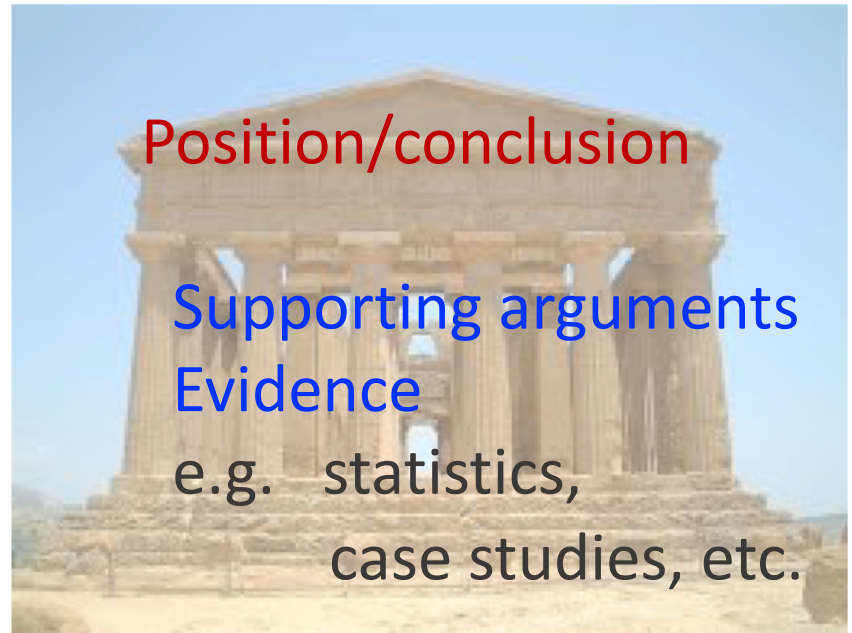 Position/conclusion
Supporting arguments
Evidence
e.g. statistics,
case studies, etc.